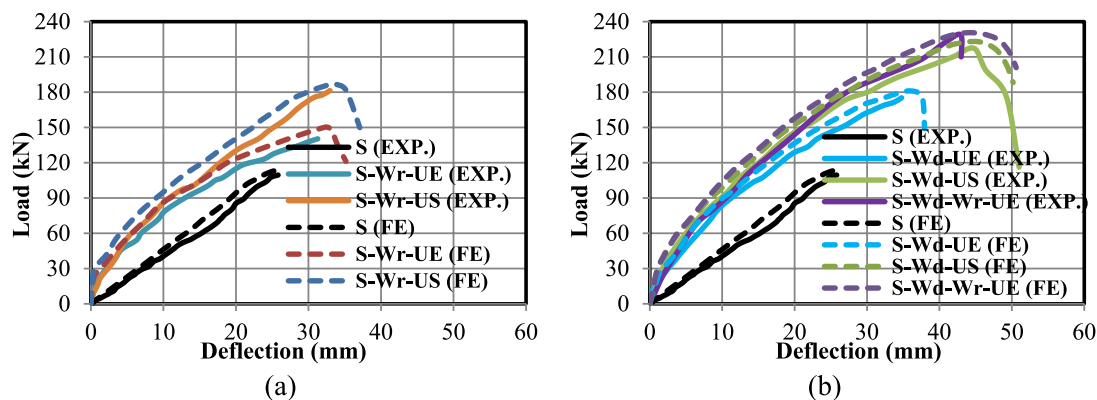 240
210
180
150
120
90
60
30
0
Load (kN)
S (EXP.)
S-Wr-UE (EXP.)
S-Wr-US (EXP.)
S (FE)
S-Wr-UE (FE)
S-Wr-US (FE)
0 10 20 30 40 50 60
Deflection (mm)
(a)
240
210
180
150
120
90
60
30
0
Load (kN)
S (EXP.)
S-Wd-UE (EXP.)
S-Wd-US (EXP.)
S-Wd-Wr-UE (EXP.)
S (FE)
S-Wd-UE (FE)
S-Wd-US (FE)
S-Wd-Wr-UE (FE)
0 10 20 30 40 50 60
Deflection (mm)
(b)